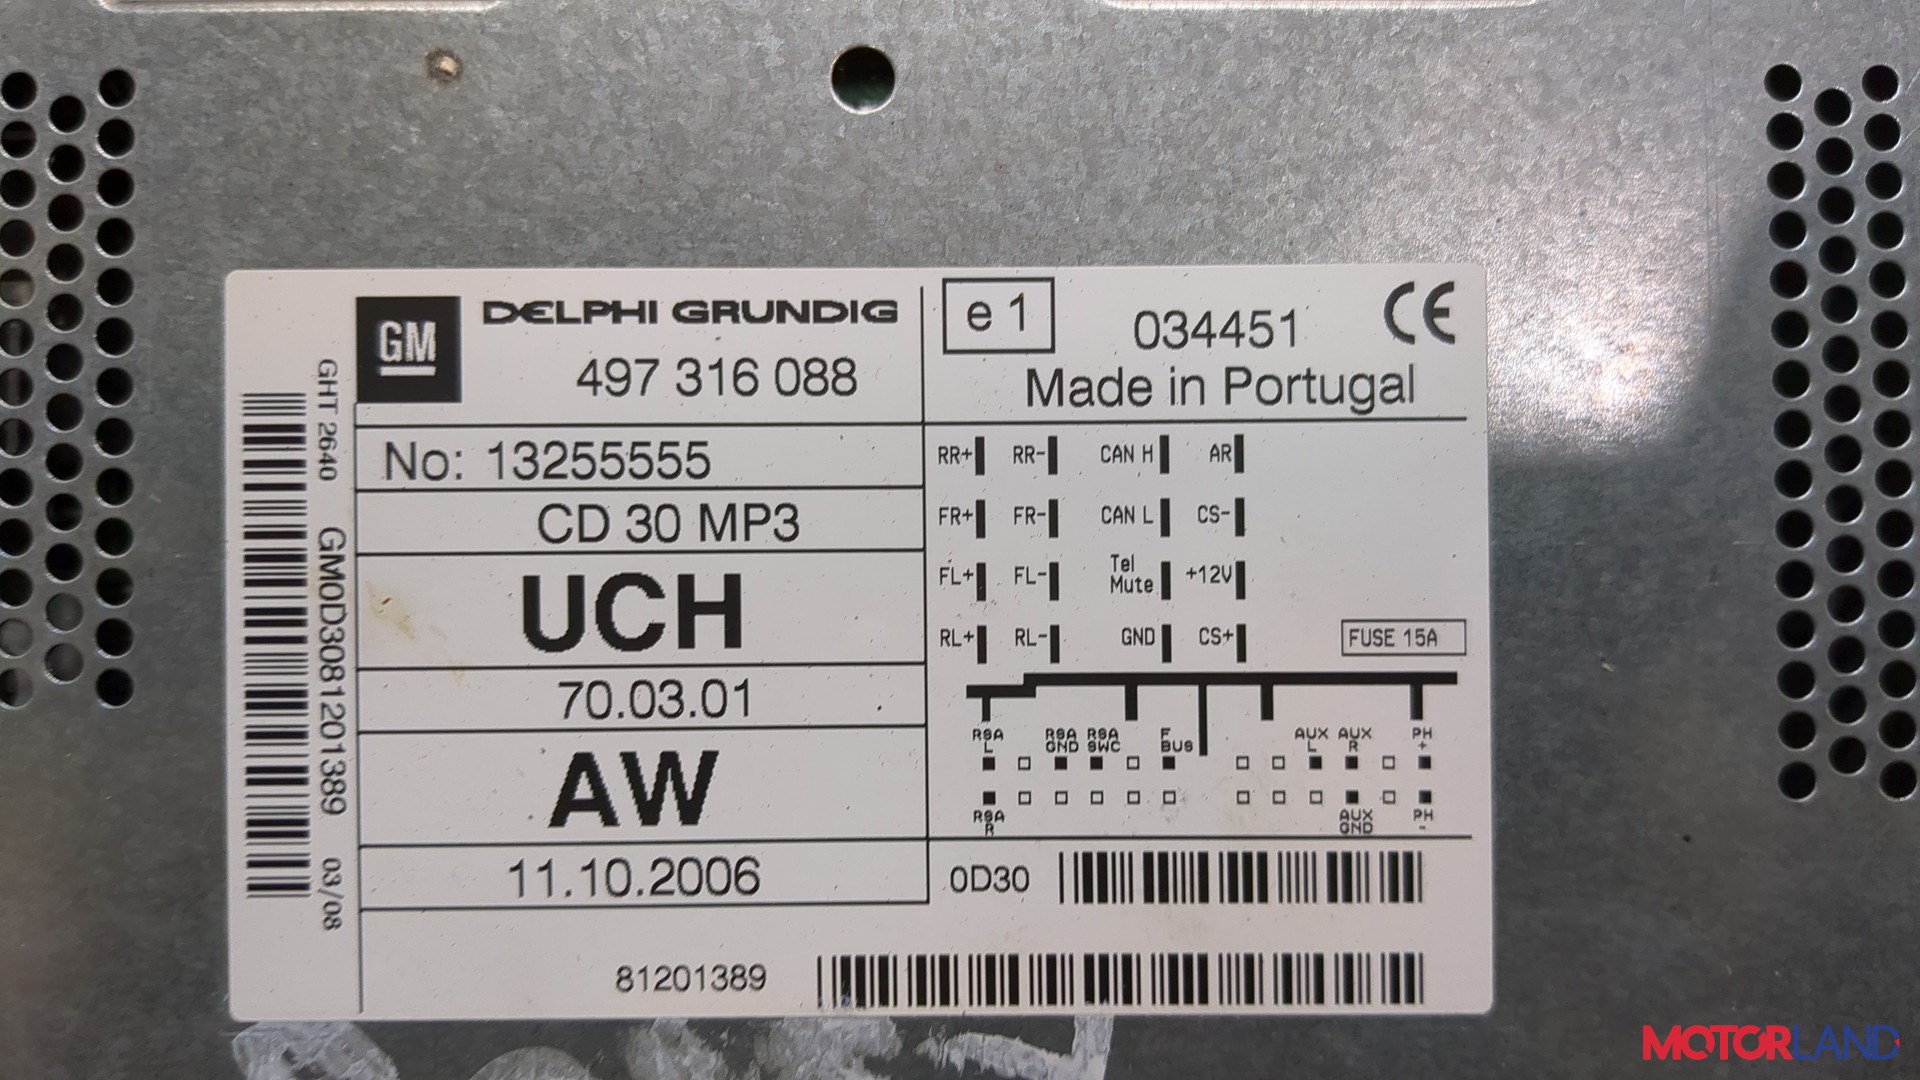 GM
DELPHI GRUNDIG
497 316 088
e1
034451
CE
Made in Portugal
GHT 2640 GM0D3081201389 03/08
No: 13255555
CD 30 MP3
UCH
70.03.01
AW
11.10.2006
RR+ RR- CAN H AR
FR+ FR- CAN L CS-
FL+ FL- Tel Mute +12V
RL+ RL- GND CS+
FUSE 15A
RSA L RSA GND RSA SWC E BUS AUX L AUX R PH +
RSA R AUX GND PH -
0D30
81201389
MOTORLAND